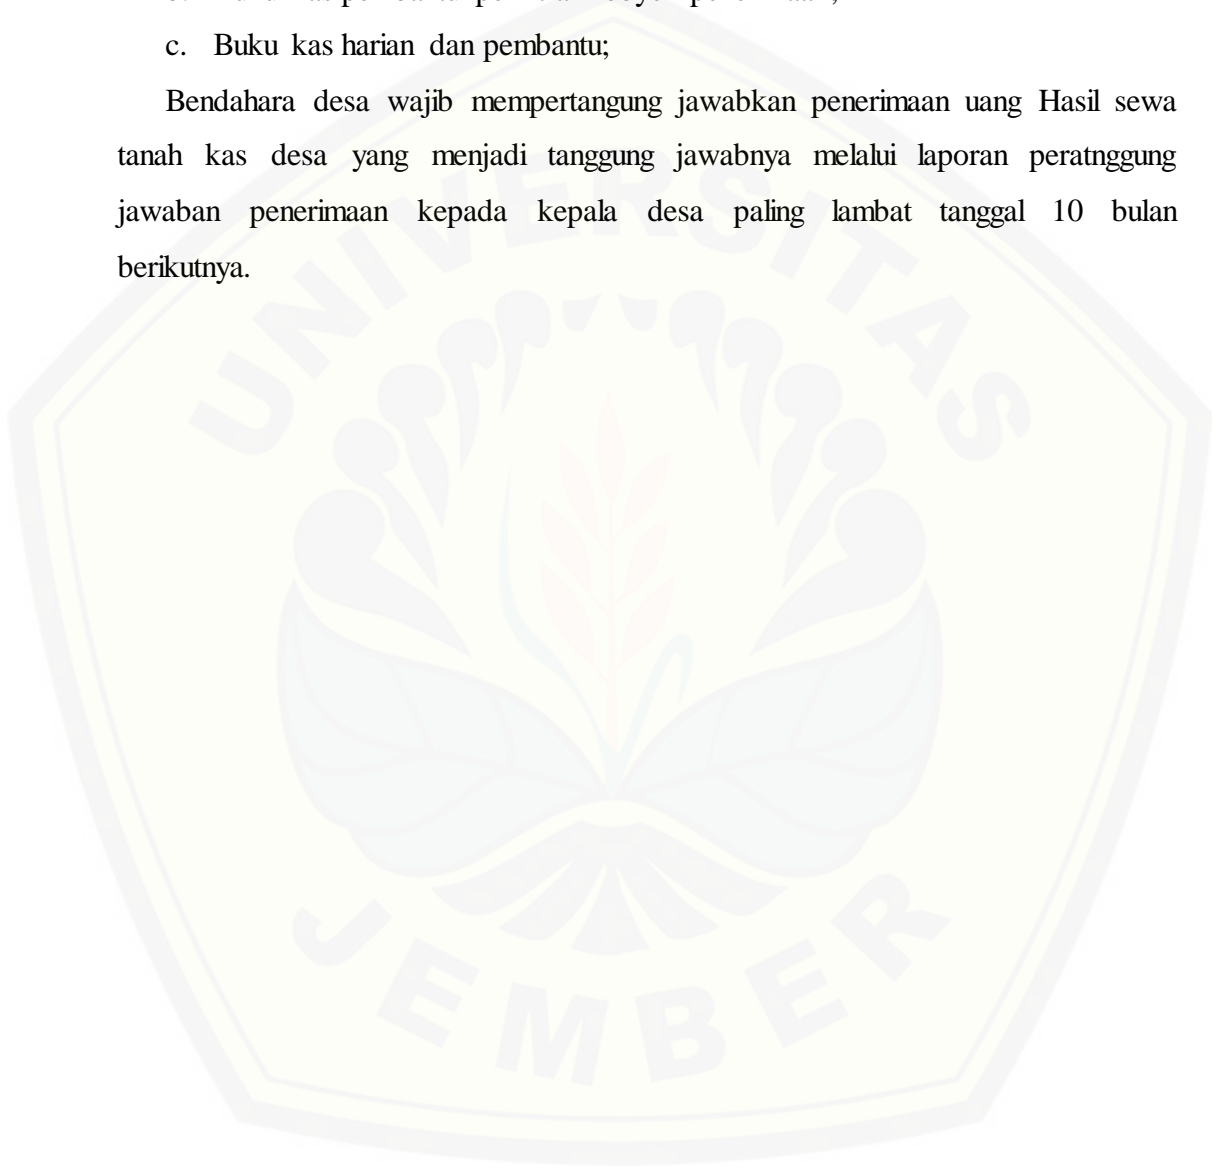 c. Buku kas harian dan pembantu;
Bendahara desa wajib mempertangung jawabkan penerimaan uang Hasil sewa
tanah kas desa yang menjadi tanggung jawabnya melalui laporan peratnggung
jawaban penerimaan kepada kepala desa paling lambat tanggal 10 bulan
berikutnya.
UNIVERSITAS
JEMBER